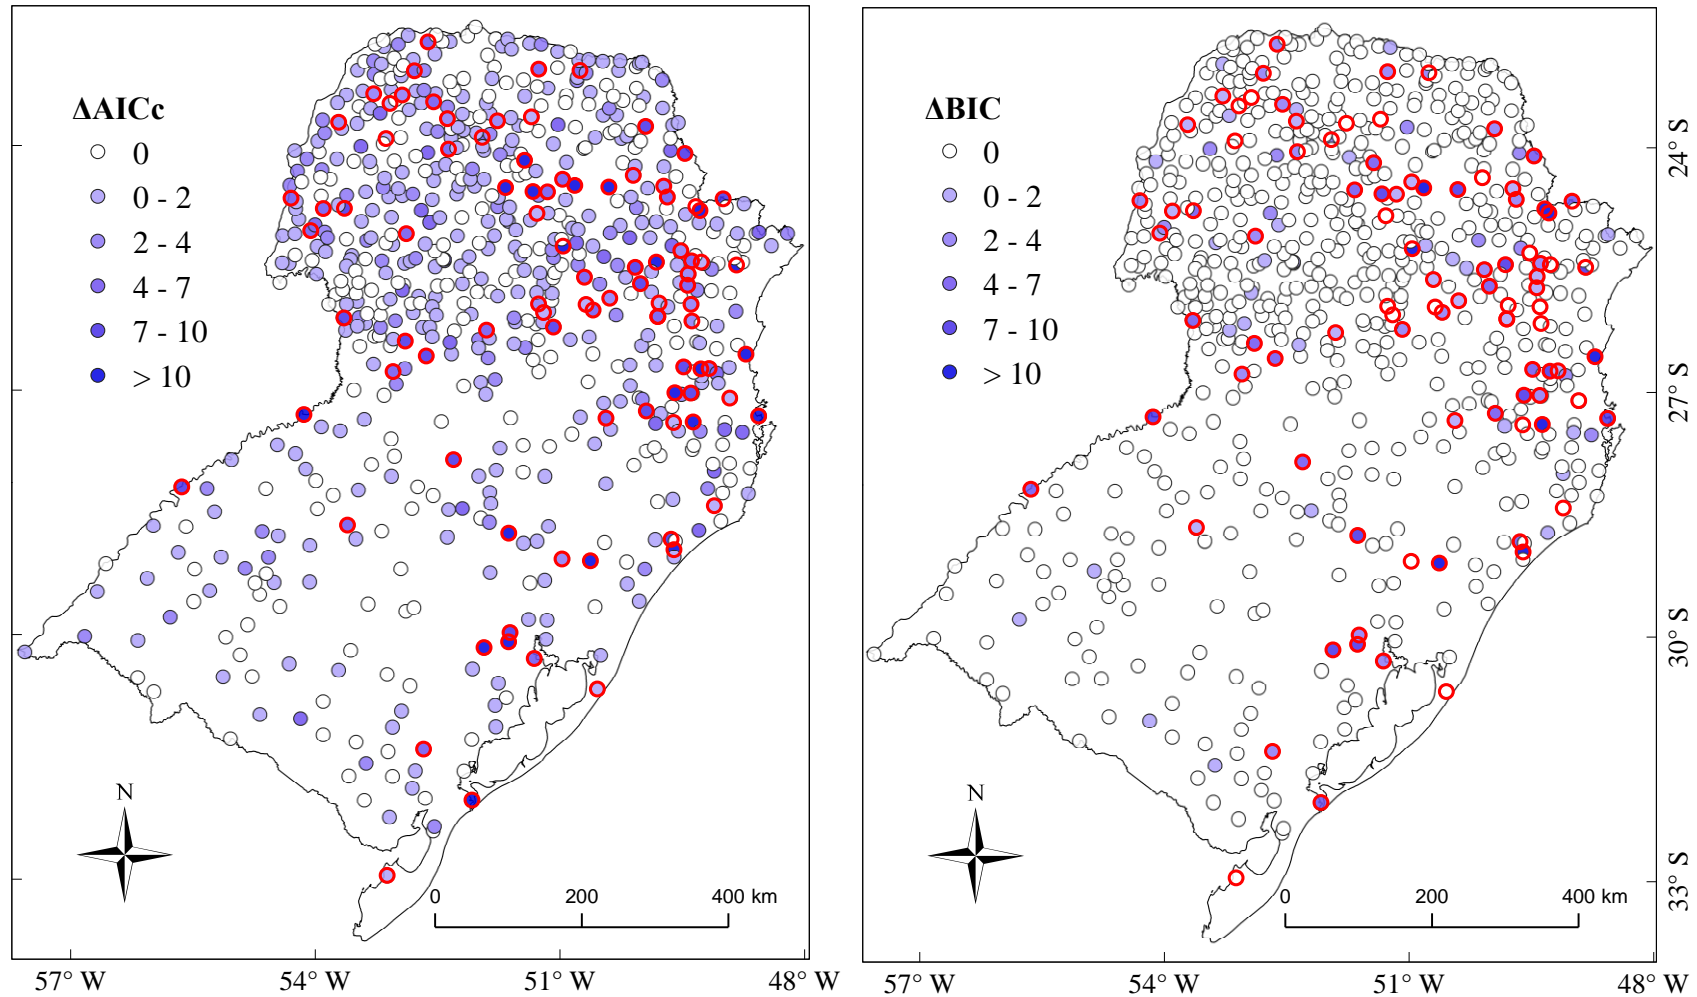 ΔAICc
0
0 - 2
2 - 4
4 - 7
7 - 10
> 10
N
0 200 400 km
57° W 54° W 51° W 48° W
ΔBIC
0
0 - 2
2 - 4
4 - 7
7 - 10
> 10
N
0 200 400 km
57° W 54° W 51° W 48° W
24° S
27° S
30° S
33° S